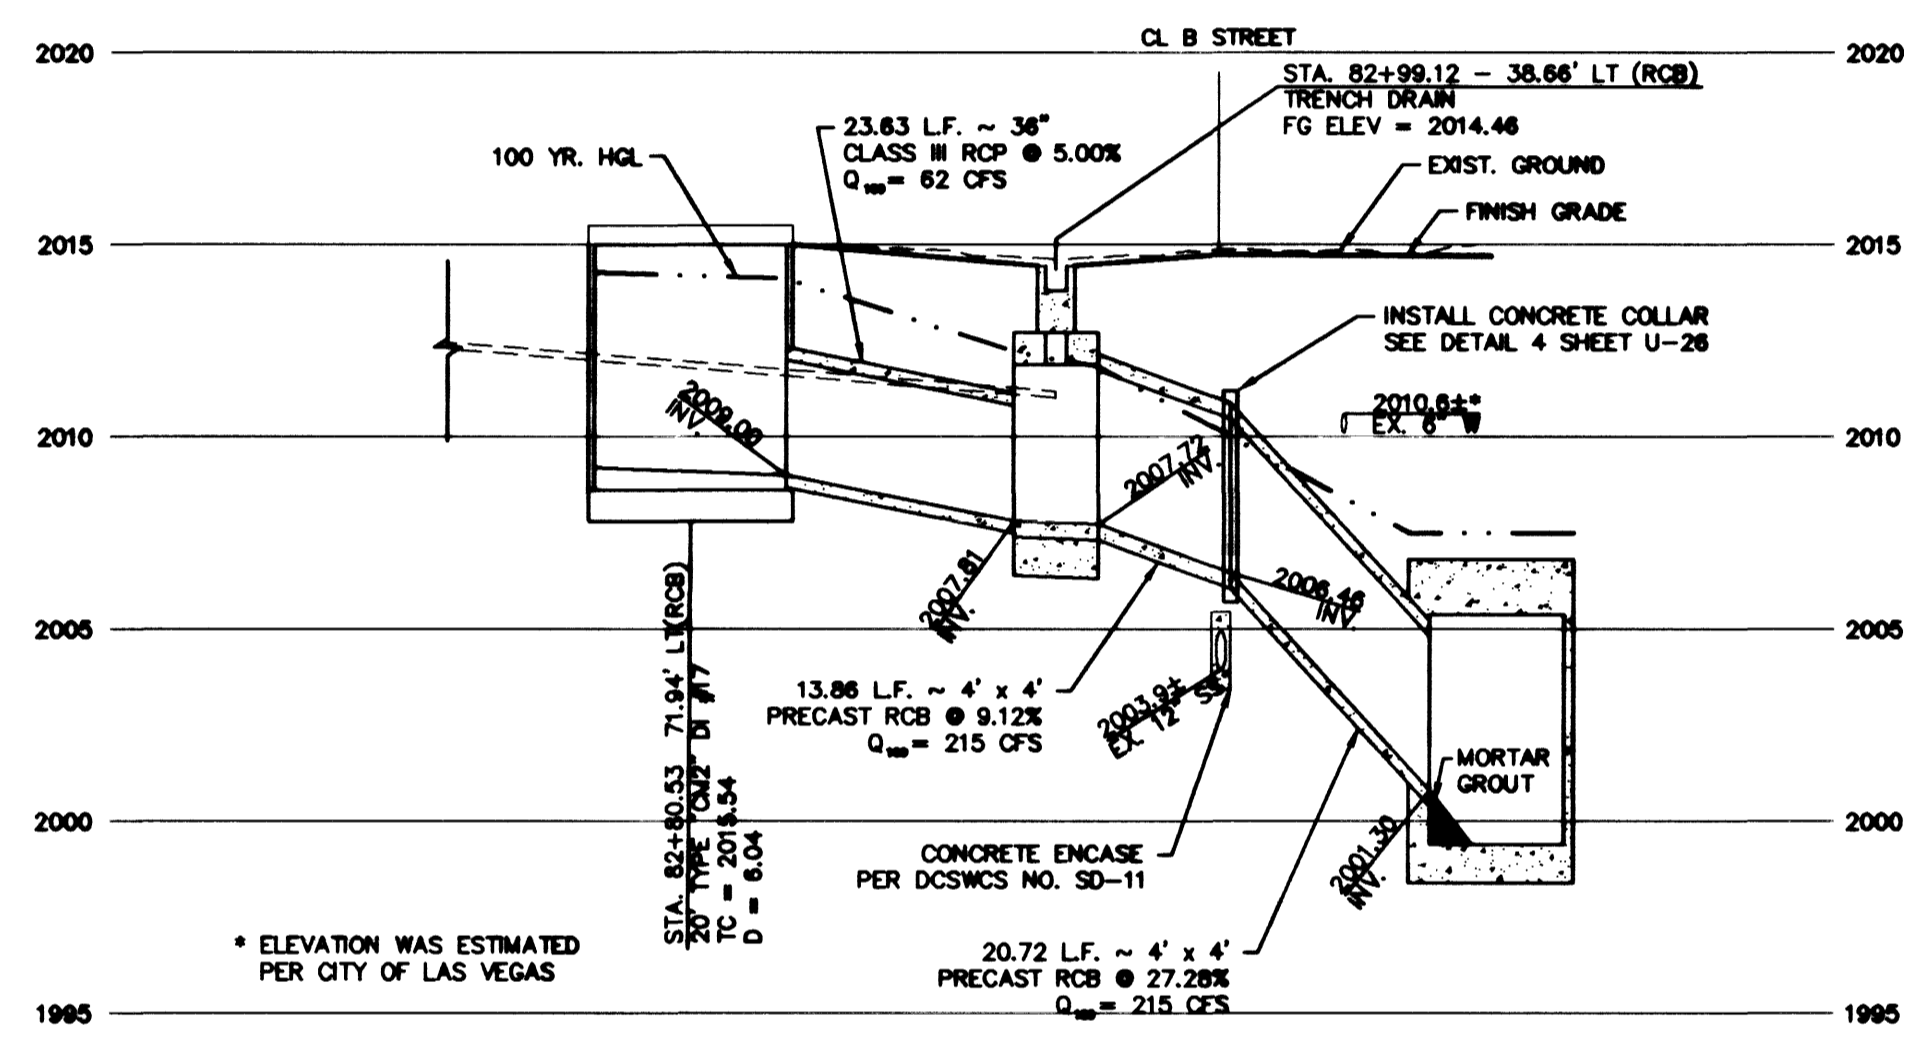 CL B STREET
2020
2020
STA. 82+99.12 - 38.66' LT (RCB)
TRENCH DRAIN
FG ELEV = 2014.46
23.63 L.F. ~ 36"
CLASS III RCP @ 5.00%
Q₁₀₀= 62 CFS
100 YR. HGL
EXIST. GROUND
FINISH GRADE
2015
2015
INSTALL CONCRETE COLLAR
SEE DETAIL 4 SHEET U-26
2009.00
INV.
2010.6±*
EX. 6" W
2010
2010
2007.72
INV.
2007.81
INV.
2006.46
INV.
2005
2005
13.86 L.F. ~ 4' x 4'
PRECAST RCB @ 9.12%
Q₁₀₀= 215 CFS
2003.9±
EX. 12" SS
STA. 82+80.53 71.94' LT(RCB)
20' TYPE "CM2" DI #17
TC = 2015.54
D = 6.04
MORTAR
GROUT
2000
2000
2001.30
INV.
CONCRETE ENCASE
PER DCSWCS NO. SD-11
* ELEVATION WAS ESTIMATED
PER CITY OF LAS VEGAS
20.72 L.F. ~ 4' x 4'
PRECAST RCB @ 27.28%
Q₁₀₀= 215 CFS
1995
1995